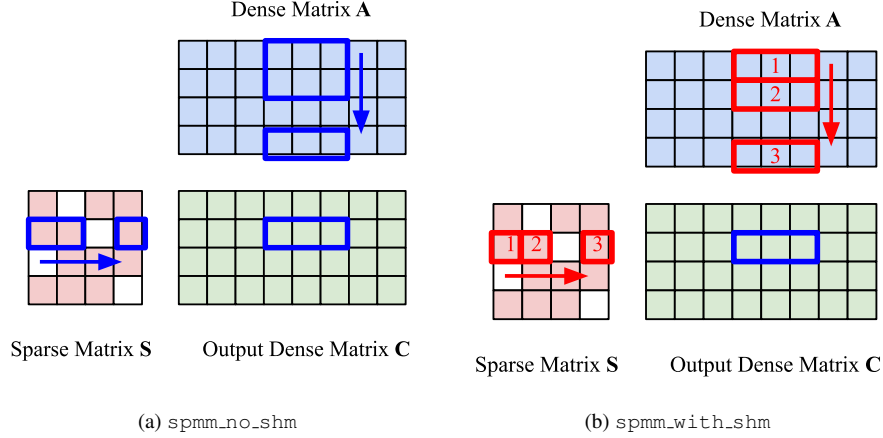 Dense Matrix A
Sparse Matrix S
Output Dense Matrix C
(a) spmm_no_shm
Dense Matrix A
1
2
3
1 2 3
Sparse Matrix S
Output Dense Matrix C
(b) spmm_with_shm